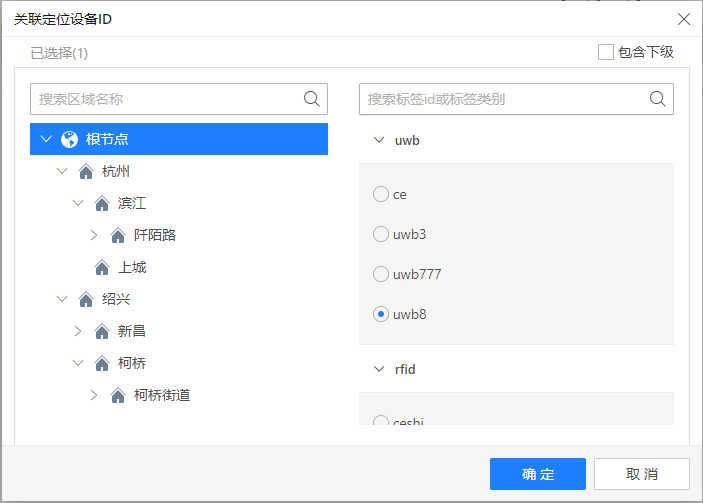 关联定位设备ID
已选择(1)
包含下级
搜索区域名称
根节点
杭州
滨江
阡陌路
上城
绍兴
新昌
柯桥
柯桥街道
搜索标签id或标签类别
uwb
ce
uwb3
uwb777
uwb8
rfid
ceshi
确定
取消